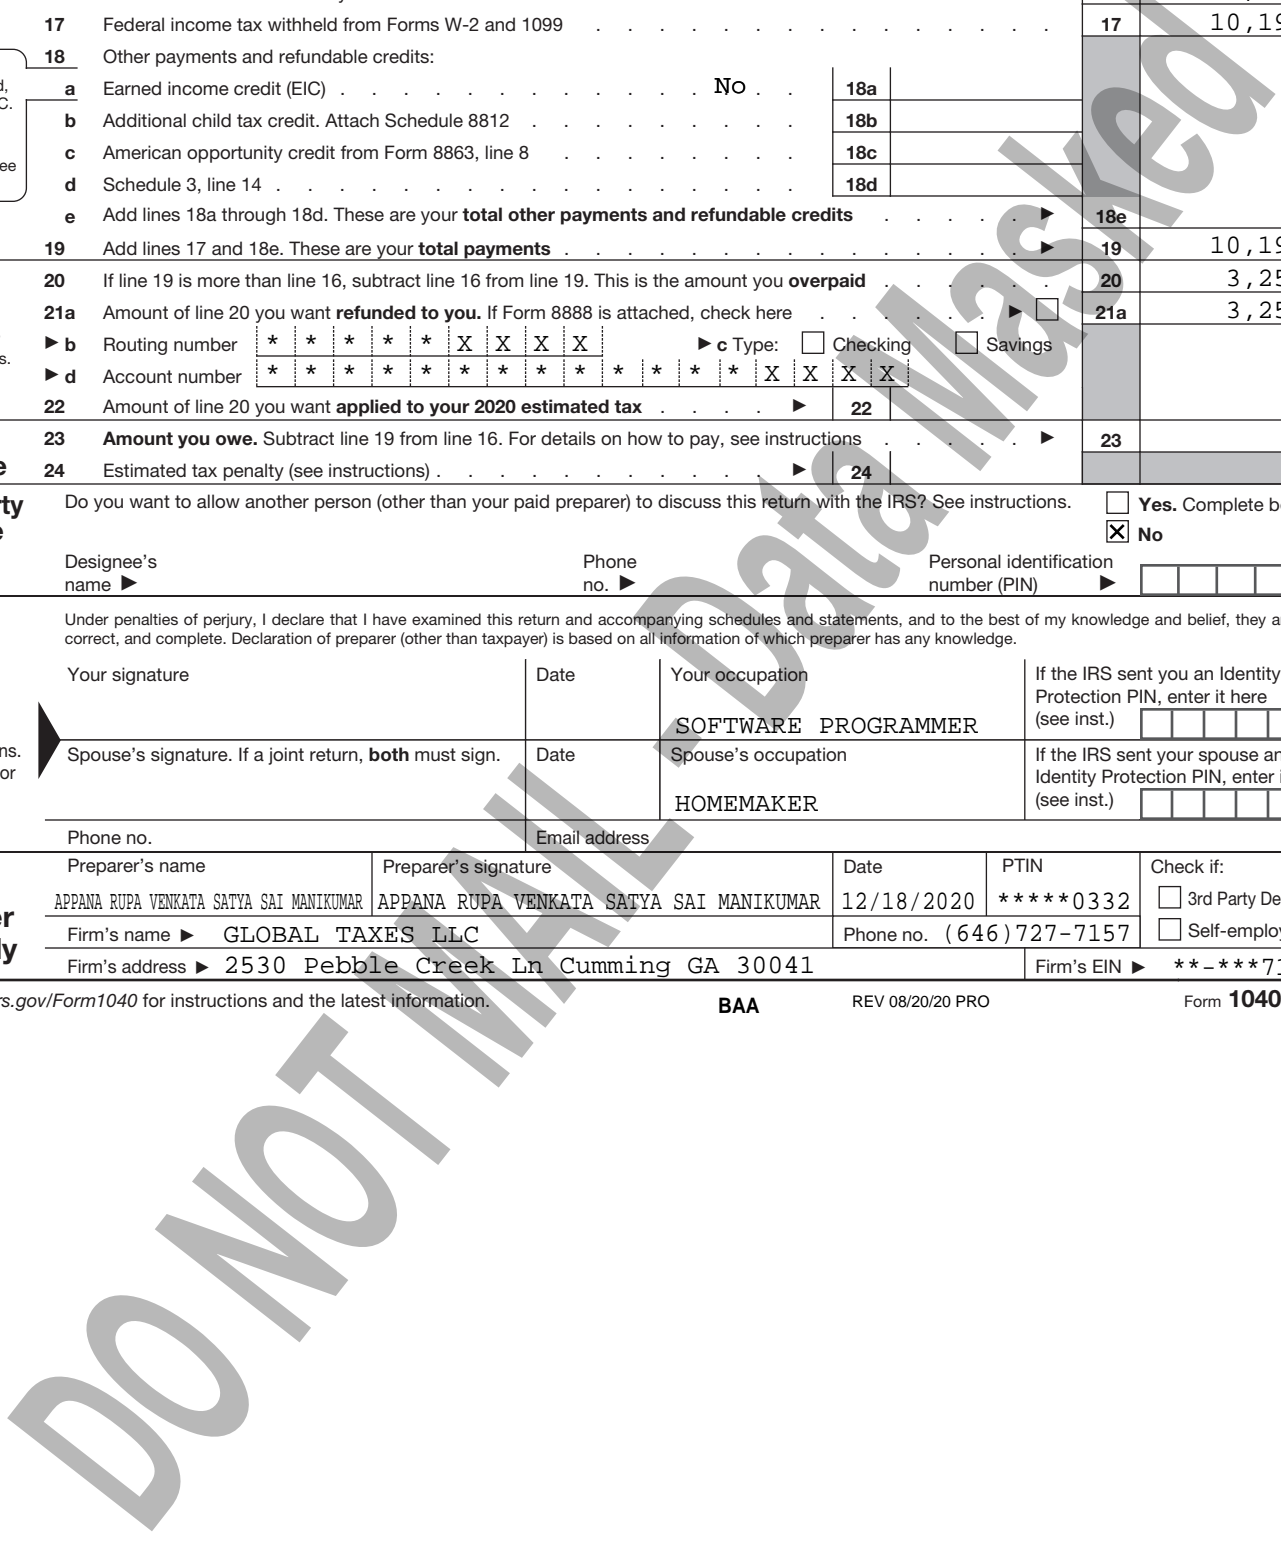 17 Federal income tax withheld from Forms W-2 and 1099 . . . . . . . . . . . . . . . 17 10,19
18 Other payments and refundable credits:
d,
a Earned income credit (EIC) . . . . . . . . . . . . No . . 18a
C.
b Additional child tax credit. Attach Schedule 8812 . . . . . . . . . 18b
c American opportunity credit from Form 8863, line 8 . . . . . . . . 18c
ee
d Schedule 3, line 14 . . . . . . . . . . . . . . . . . 18d
e Add lines 18a through 18d. These are your total other payments and refundable credits . . . . . ▶ 18e
19 Add lines 17 and 18e. These are your total payments . . . . . . . . . . . . . . . ▶ 19 10,19
20 If line 19 is more than line 16, subtract line 16 from line 19. This is the amount you overpaid . . . . . . 20 3,25
21a Amount of line 20 you want refunded to you. If Form 8888 is attached, check here . . . . . . ▶ 21a 3,25
▶ b Routing number * * * * * X X X X ▶ c Type: Checking Savings
s.
▶ d Account number * * * * * * * * * * * * * X X X X
22 Amount of line 20 you want applied to your 2020 estimated tax . . . . ▶ 22
23 Amount you owe. Subtract line 19 from line 16. For details on how to pay, see instructions . . . . . ▶ 23
e 24 Estimated tax penalty (see instructions) . . . . . . . . . . . ▶ 24
rty Do you want to allow another person (other than your paid preparer) to discuss this return with the IRS? See instructions. Yes. Complete be
e No
Designee's name ▶ Phone no. ▶ Personal identification number (PIN) ▶
Under penalties of perjury, I declare that I have examined this return and accompanying schedules and statements, and to the best of my knowledge and belief, they a
correct, and complete. Declaration of preparer (other than taxpayer) is based on all information of which preparer has any knowledge.
Your signature Date Your occupation If the IRS sent you an Identity
Protection PIN, enter it here
SOFTWARE PROGRAMMER (see inst.)
ns. Spouse's signature. If a joint return, both must sign. Date Spouse's occupation If the IRS sent your spouse an
or Identity Protection PIN, enter i
HOMEMAKER (see inst.)
Phone no. Email address
Preparer's name Preparer's signature Date PTIN Check if:
APPANA RUPA VENKATA SATYA SAI MANIKUMAR APPANA RUPA VENKATA SATYA SAI MANIKUMAR 12/18/2020 *****0332 3rd Party De
er
Firm's name ▶ GLOBAL TAXES LLC Phone no. (646)727-7157 Self-employ
ly
Firm's address ▶ 2530 Pebble Creek Ln Cumming GA 30041 Firm's EIN ▶ **-***71
rs.gov/Form1040 for instructions and the latest information. BAA REV 08/20/20 PRO Form 1040
DO NOT MAIL - Data Masked